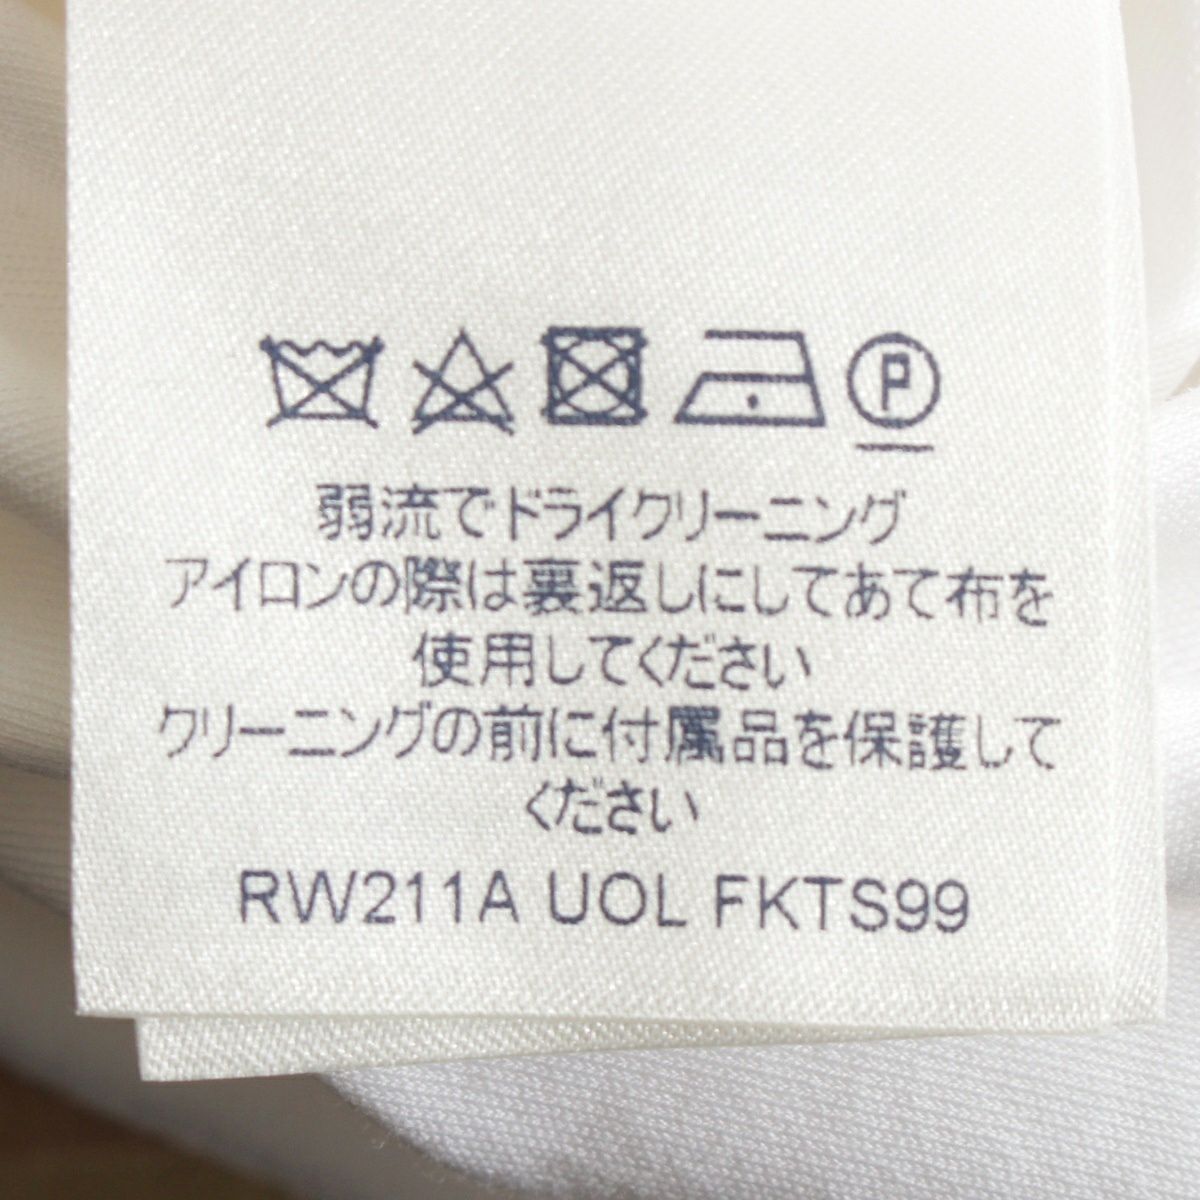 P
弱流でドライクリーニング
アイロンの際は裏返しにしてあて布を
使用してください
クリーニングの前に付属品を保護して
ください
RW211A UOL FKTS99